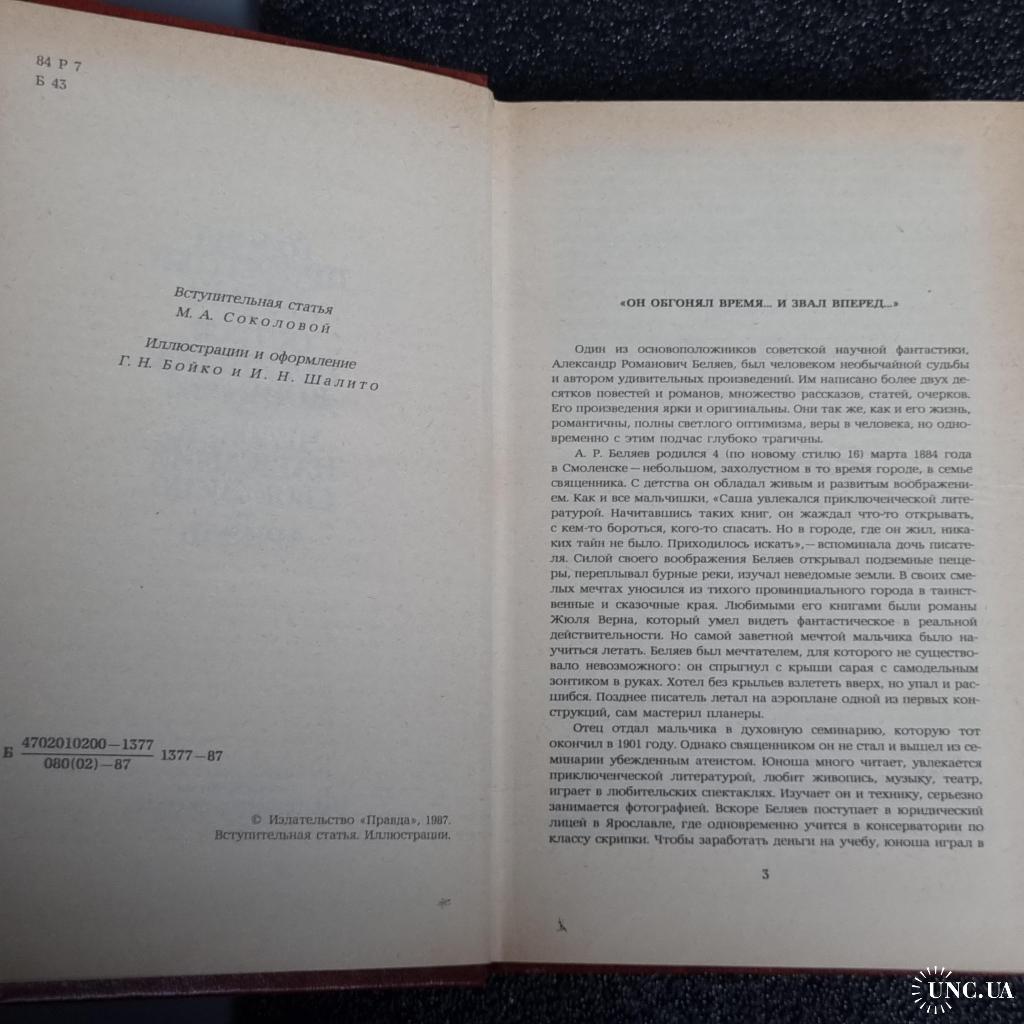 84 Р 7
Б 43
Вступительная статья
М. А. Соколовой
Иллюстрации и оформление
Г. Н. Бойко и И. Н. Шалито
Б 4702010200—1377 1377—87
080(02)—87
© Издательство «Правда», 1987.
Вступительная статья. Иллюстрации.
«ОН ОБГОНЯЛ ВРЕМЯ... И ЗВАЛ ВПЕРЕД...»
Один из основоположников советской научной фантастики,
Александр Романович Беляев, был человеком необычайной судьбы
и автором удивительных произведений. Им написано более двух де-
сятков повестей и романов, множество рассказов, статей, очерков.
Его произведения ярки и оригинальны. Они так же, как и его жизнь,
романтичны, полны светлого оптимизма, веры в человека, но одно-
временно с этим подчас глубоко трагичны.
А. Р. Беляев родился 4 (по новому стилю 16) марта 1884 года
в Смоленске — небольшом, захолустном в то время городе, в семье
священника. С детства он обладал живым и развитым воображени-
ем. Как и все мальчишки, «Саша увлекался приключенческой лите-
ратурой. Начитавшись таких книг, он жаждал что-то открывать,
с кем-то бороться, кого-то спасать. Но в городе, где он жил, ника-
ких тайн не было. Приходилось искать»,— вспоминала дочь писате-
ля. Силой своего воображения Беляев открывал подземные пеще-
ры, переплывал бурные реки, изучал неведомые земли. В своих сме-
лых мечтах уносился из тихого провинциального города в таинст-
венные и сказочные края. Любимыми его книгами были романы
Жюля Верна, который умел видеть фантастическое в реальной
действительности. Но самой заветной мечтой мальчика было на-
учиться летать. Беляев был мечтателем, для которого не существо-
вало невозможного: он спрыгнул с крыши сарая с самодельным
зонтиком в руках. Хотел без крыльев взлететь вверх, но упал и рас-
шибся. Позднее писатель летал на аэроплане одной из первых кон-
струкций, сам мастерил планеры.
Отец отдал мальчика в духовную семинарию, которую тот
окончил в 1901 году. Однако священником он не стал и вышел из се-
минарии убежденным атеистом. Юноша много читает, увлекается
приключенческой литературой, любит живопись, музыку, театр,
играет в любительских спектаклях. Изучает он и технику, серьезно
занимается фотографией. Вскоре Беляев поступает в юридический
лицей в Ярославле, где одновременно учится в консерватории по
классу скрипки. Чтобы заработать деньги на учебу, юноша играл в
3
UNC.UA